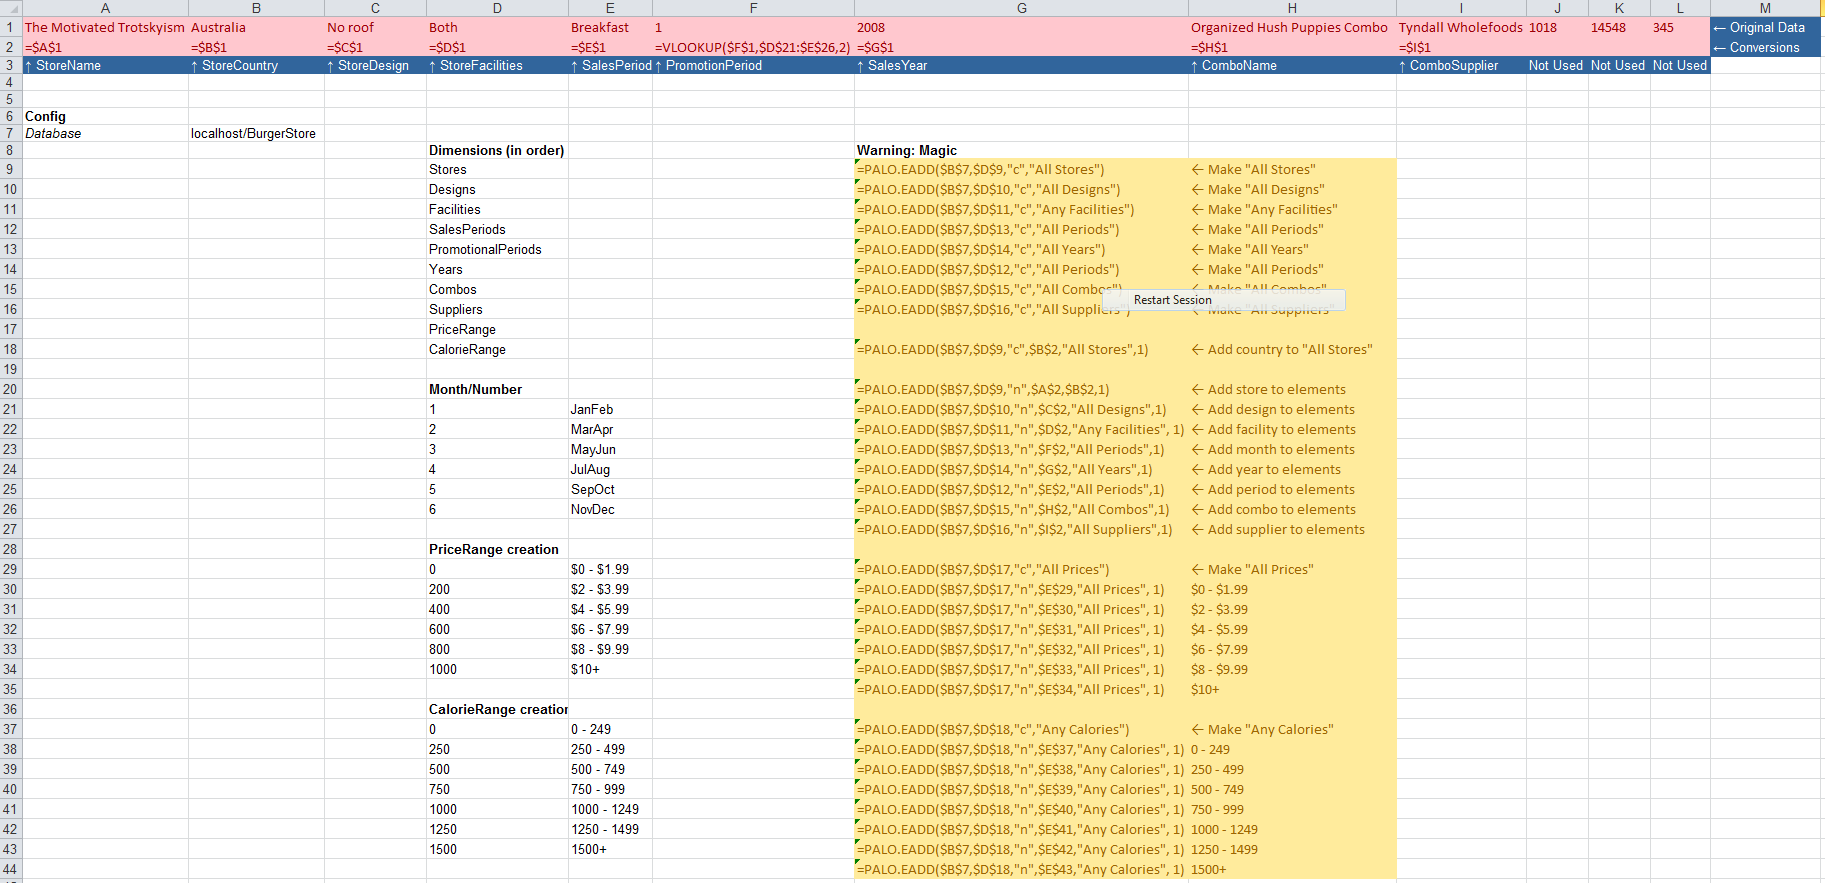 A B C D E F G H I J K L M
1 The Motivated Trotskyism Australia No roof Both Breakfast 1 2008 Organized Hush Puppies Combo Tyndall Wholefoods 1018 14548 345 ← Original Data
2 =$A$1 =$B$1 =$C$1 =$D$1 =$E$1 =VLOOKUP($F$1,$D$21:$E$26,2) =$G$1 =$H$1 =$I$1 ← Conversions
3 ↑ StoreName ↑ StoreCountry ↑ StoreDesign ↑ StoreFacilities ↑ SalesPeriod ↑ PromotionPeriod ↑ SalesYear ↑ ComboName ↑ ComboSupplier Not Used Not Used Not Used
4
5
6 Config
7 Database localhost/BurgerStore
8 Dimensions (in order) Warning: Magic
9 Stores =PALO.EADD($B$7,$D$9,"c","All Stores") ← Make "All Stores"
10 Designs =PALO.EADD($B$7,$D$10,"c","All Designs") ← Make "All Designs"
11 Facilities =PALO.EADD($B$7,$D$11,"c","Any Facilities") ← Make "Any Facilities"
12 SalesPeriods =PALO.EADD($B$7,$D$13,"c","All Periods") ← Make "All Periods"
13 PromotionalPeriods =PALO.EADD($B$7,$D$14,"c","All Years") ← Make "All Years"
14 Years =PALO.EADD($B$7,$D$12,"c","All Periods") ← Make "All Periods"
15 Combos =PALO.EADD($B$7,$D$15,"c","All Combos") ← Make "All Combos"
Restart Session
16 Suppliers =PALO.EADD($B$7,$D$16,"c","All Suppliers") ← Make "All Suppliers"
17 PriceRange
18 CalorieRange =PALO.EADD($B$7,$D$9,"c",$B$2,"All Stores",1) ← Add country to "All Stores"
19
20 Month/Number =PALO.EADD($B$7,$D$9,"n",$A$2,$B$2,1) ← Add store to elements
21 1 JanFeb =PALO.EADD($B$7,$D$10,"n",$C$2,"All Designs",1) ← Add design to elements
22 2 MarApr =PALO.EADD($B$7,$D$11,"n",$D$2,"Any Facilities", 1) ← Add facility to elements
23 3 MayJun =PALO.EADD($B$7,$D$13,"n",$F$2,"All Periods",1) ← Add month to elements
24 4 JulAug =PALO.EADD($B$7,$D$14,"n",$G$2,"All Years",1) ← Add year to elements
25 5 SepOct =PALO.EADD($B$7,$D$12,"n",$E$2,"All Periods",1) ← Add period to elements
26 6 NovDec =PALO.EADD($B$7,$D$15,"n",$H$2,"All Combos",1) ← Add combo to elements
27 =PALO.EADD($B$7,$D$16,"n",$I$2,"All Suppliers",1) ← Add supplier to elements
28 PriceRange creation
29 0 $0 - $1.99 =PALO.EADD($B$7,$D$17,"c","All Prices") ← Make "All Prices"
30 200 $2 - $3.99 =PALO.EADD($B$7,$D$17,"n",$E$29,"All Prices", 1) $0 - $1.99
31 400 $4 - $5.99 =PALO.EADD($B$7,$D$17,"n",$E$30,"All Prices", 1) $2 - $3.99
32 600 $6 - $7.99 =PALO.EADD($B$7,$D$17,"n",$E$31,"All Prices", 1) $4 - $5.99
33 800 $8 - $9.99 =PALO.EADD($B$7,$D$17,"n",$E$32,"All Prices", 1) $6 - $7.99
34 1000 $10+ =PALO.EADD($B$7,$D$17,"n",$E$33,"All Prices", 1) $8 - $9.99
35 =PALO.EADD($B$7,$D$17,"n",$E$34,"All Prices", 1) $10+
36 CalorieRange creation
37 0 0 - 249 =PALO.EADD($B$7,$D$18,"c","Any Calories") ← Make "Any Calories"
38 250 250 - 499 =PALO.EADD($B$7,$D$18,"n",$E$37,"Any Calories", 1) 0 - 249
39 500 500 - 749 =PALO.EADD($B$7,$D$18,"n",$E$38,"Any Calories", 1) 250 - 499
40 750 750 - 999 =PALO.EADD($B$7,$D$18,"n",$E$39,"Any Calories", 1) 500 - 749
41 1000 1000 - 1249 =PALO.EADD($B$7,$D$18,"n",$E$40,"Any Calories", 1) 750 - 999
42 1250 1250 - 1499 =PALO.EADD($B$7,$D$18,"n",$E$41,"Any Calories", 1) 1000 - 1249
43 1500 1500+ =PALO.EADD($B$7,$D$18,"n",$E$42,"Any Calories", 1) 1250 - 1499
44 =PALO.EADD($B$7,$D$18,"n",$E$43,"Any Calories", 1) 1500+